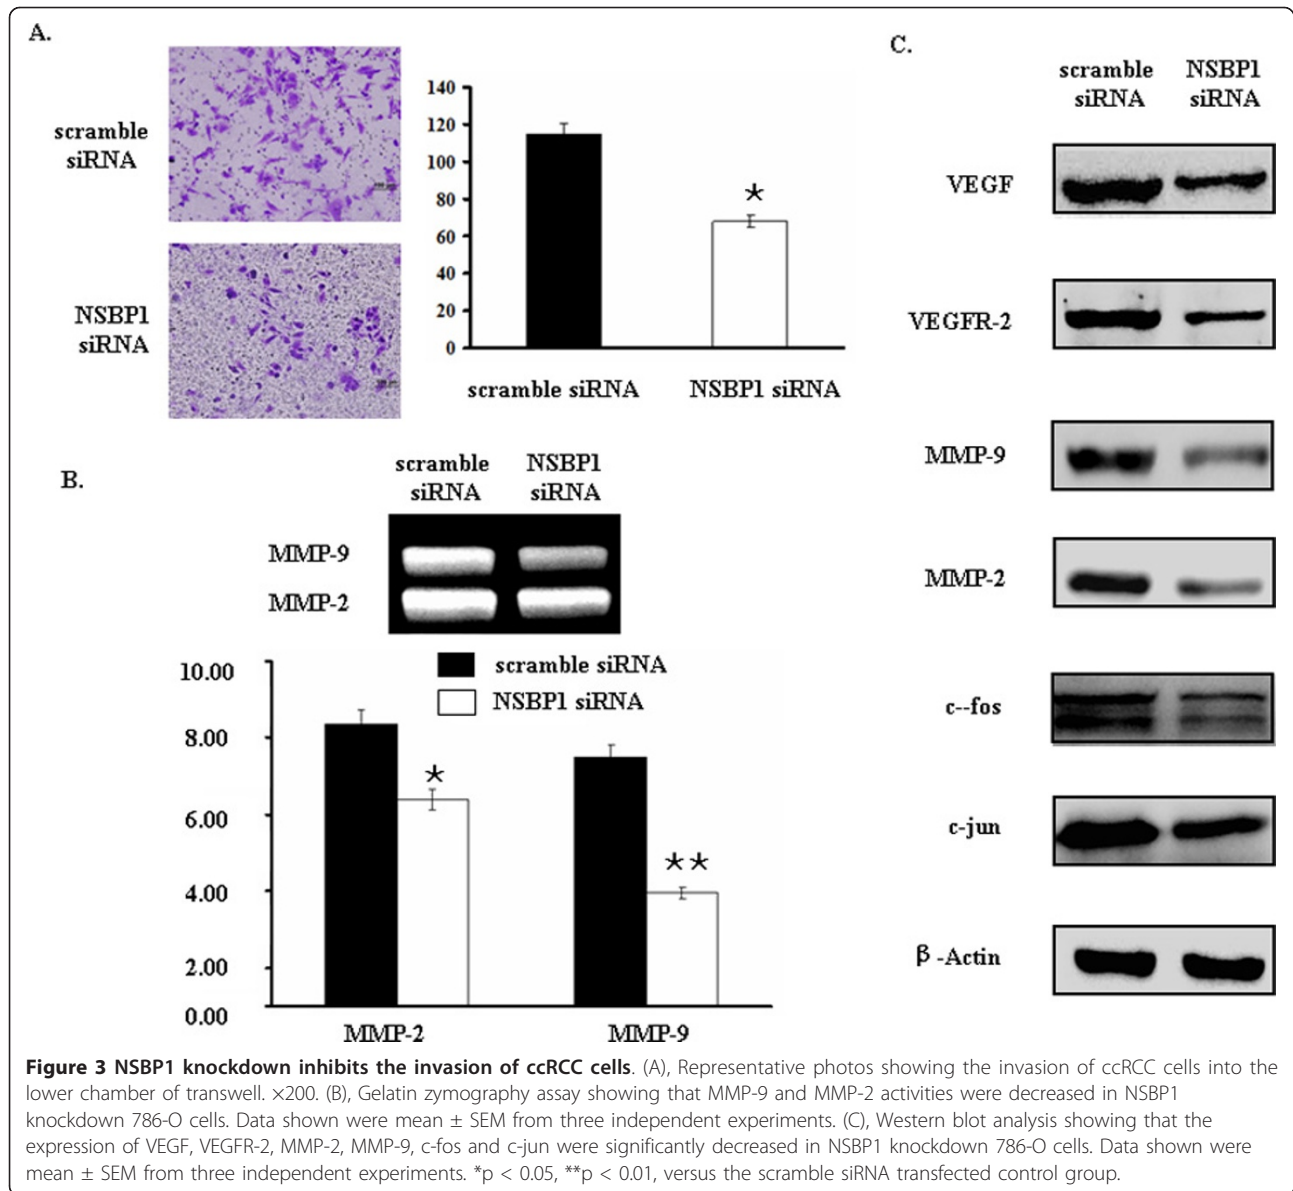 A.
scramble
siRNA
NSBP1
siRNA
140
120
100
80
60
40
20
0
★
scramble siRNA NSBP1 siRNA
B.
scramble
siRNA
NSBP1
siRNA
MMP-9
MMP-2
scramble siRNA
NSBP1 siRNA
10.00
8.00
6.00
4.00
2.00
0.00
★
★★
MMP-2 MMP-9
C.
scramble
siRNA
NSBP1
siRNA
VEGF
VEGFR-2
MMP-9
MMP-2
c--fos
c-jun
β-Actin
Figure 3 NSBP1 knockdown inhibits the invasion of ccRCC cells. (A), Representative photos showing the invasion of ccRCC cells into the
lower chamber of transwell. ×200. (B), Gelatin zymography assay showing that MMP-9 and MMP-2 activities were decreased in NSBP1
knockdown 786-O cells. Data shown were mean ± SEM from three independent experiments. (C), Western blot analysis showing that the
expression of VEGF, VEGFR-2, MMP-2, MMP-9, c-fos and c-jun were significantly decreased in NSBP1 knockdown 786-O cells. Data shown were
mean ± SEM from three independent experiments. *p < 0.05, **p < 0.01, versus the scramble siRNA transfected control group.